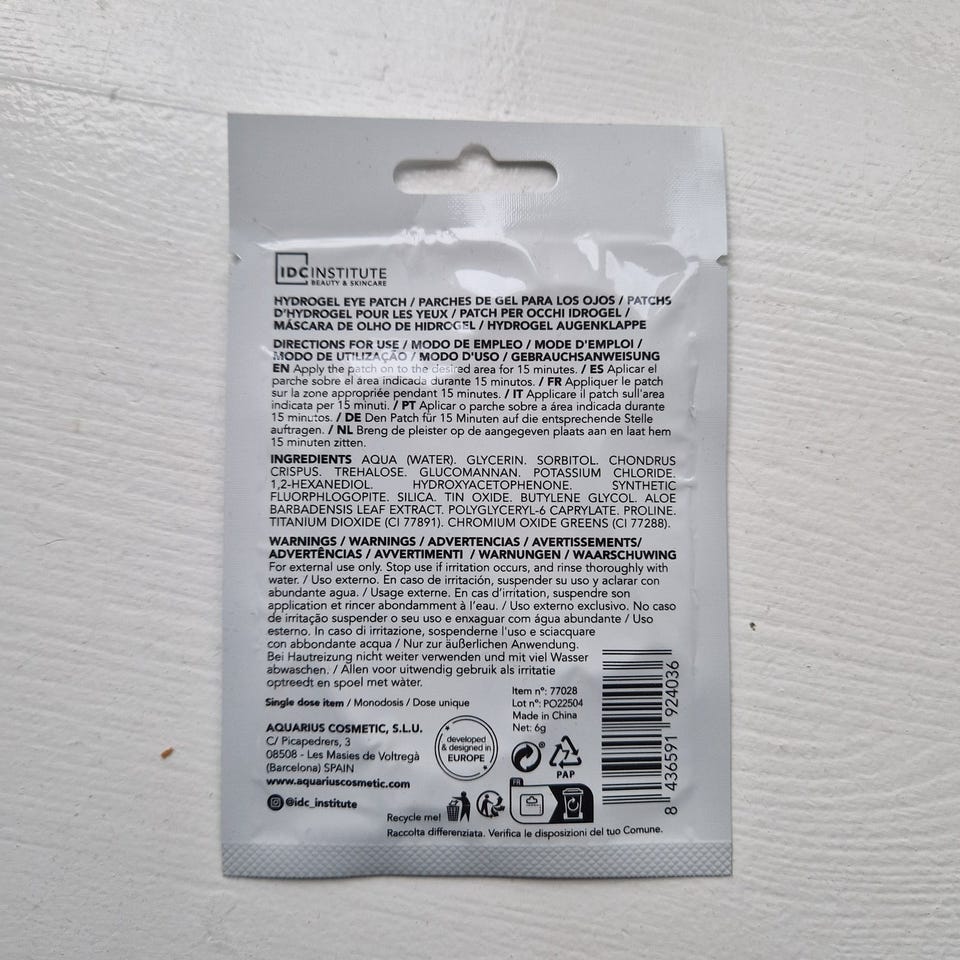 IDC INSTITUTE
BEAUTY & SKINCARE
HYDROGEL EYE PATCH / PARCHES DE GEL PARA LOS OJOS / PATCHS
D'HYDROGEL POUR LES YEUX / PATCH PER OCCHI IDROGEL /
MÁSCARA DE OLHO DE HIDROGEL / HYDROGEL AUGENKLAPPE
DIRECTIONS FOR USE / MODO DE EMPLEO / MODE D'EMPLOI /
MODO DE UTILIZAÇÃO / MODO D'USO / GEBRAUCHSANWEISUNG
EN Apply the patch on to the desired area for 15 minutes. / ES Aplicar el
parche sobre el área indicada durante 15 minutos. / FR Appliquer le patch
sur la zone appropriée pendant 15 minutes. / IT Applicare il patch sull'area
indicata per 15 minuti. / PT Aplicar o parche sobre a área indicada durante
15 minutos. / DE Den Patch für 15 Minuten auf die entsprechende Stelle
auftragen. / NL Breng de pleister op de aangegeven plaats aan en laat hem
15 minuten zitten.
INGREDIENTS AQUA (WATER). GLYCERIN. SORBITOL. CHONDRUS
CRISPUS. TREHALOSE. GLUCOMANNAN. POTASSIUM CHLORIDE.
1,2-HEXANEDIOL. HYDROXYACETOPHENONE. SYNTHETIC
FLUORPHLOGOPITE. SILICA. TIN OXIDE. BUTYLENE GLYCOL. ALOE
BARBADENSIS LEAF EXTRACT. POLYGLYCERYL-6 CAPRYLATE. PROLINE.
TITANIUM DIOXIDE (CI 77891). CHROMIUM OXIDE GREENS (CI 77288).
WARNINGS / WARNINGS / ADVERTENCIAS / AVERTISSEMENTS/
ADVERTÊNCIAS / AVVERTIMENTI / WARNUNGEN / WAARSCHUWING
For external use only. Stop use if irritation occurs, and rinse thoroughly with
water. / Uso externo. En caso de irritación, suspender su uso y aclarar con
abundante agua. / Usage externe. En cas d'irritation, suspendre son
application et rincer abondamment à l'eau. / Uso externo exclusivo. No caso
de irritação suspender o seu uso e enxaguar com água abundante / Uso
esterno. In caso di irritazione, sospenderne l'uso e sciacquare
con abbondante acqua / Nur zur äußerlichen Anwendung.
Bei Hautreizung nicht weiter verwenden und mit viel Wasser
abwaschen. / Allen voor uitwendig gebruik als irritatie
optreedt en spoel met wàter.
Single dose item / Monodosis / Dose unique
Item nº: 77028
Lot nº: PO22504
Made in China
Net: 6g
AQUARIUS COSMETIC, S.L.U.
C/ Picapedrers, 3
08508 - Les Masies de Voltregà
(Barcelona) SPAIN
www.aquariuscosmetic.com
@idc_institute
developed
& designed in
EUROPE
7
PAP
FR
Recycle me!
Raccolta differenziata. Verifica le disposizioni del tuo Comune.
8 436591 924036